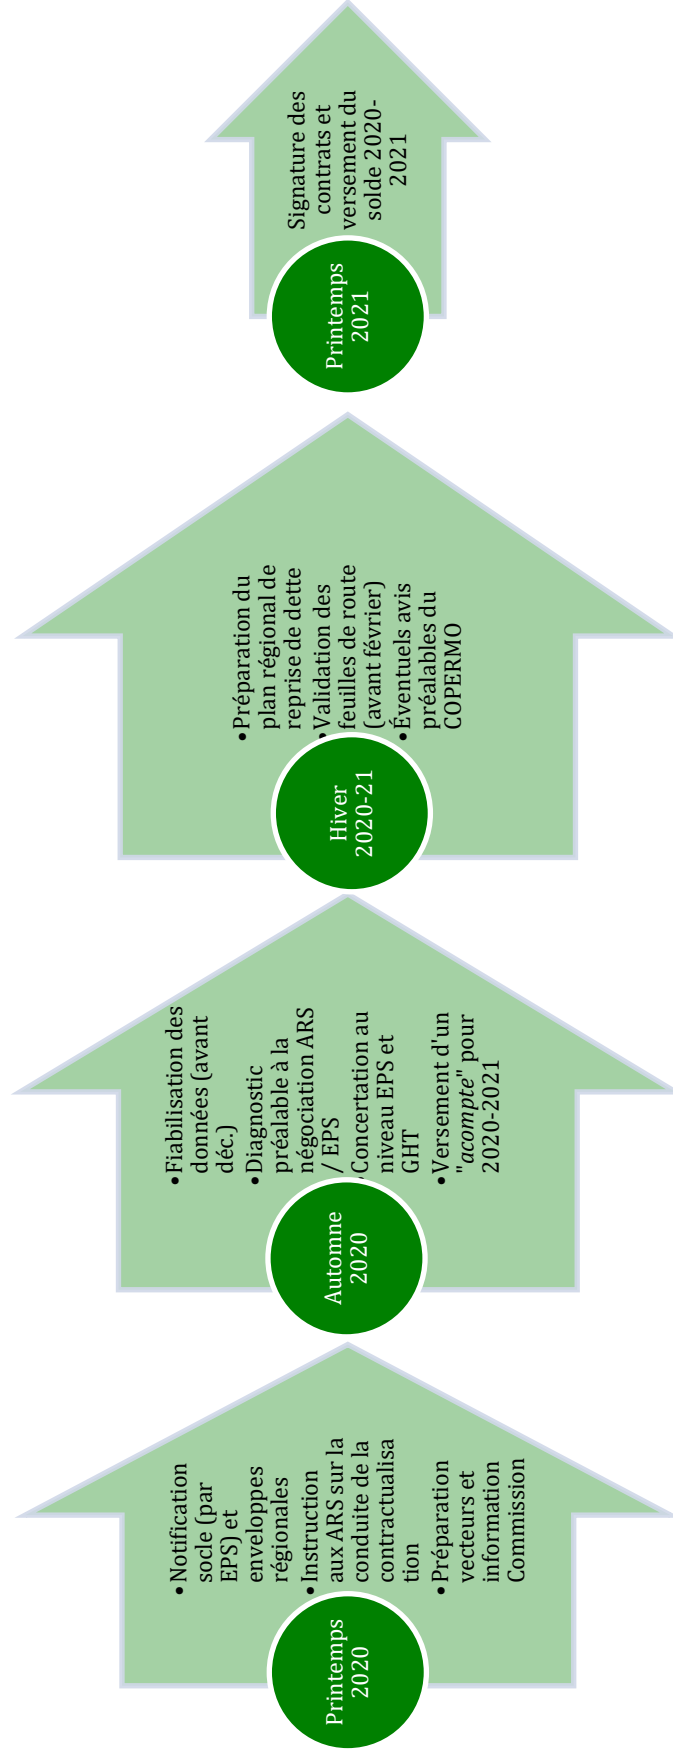 Printemps
2020
•Notification
socle (par
EPS) et
enveloppes
régionales
•Instruction
aux ARS sur la
conduite de la
contractualisa
tion
•Préparation
vecteurs et
information
Commission
Automne
2020
•Fiabilisation des
données (avant
déc.)
•Diagnostic
préalable à la
négociation ARS
/ EPS
•Concertation au
niveau EPS et
GHT
•Versement d'un
"acompte" pour
2020-2021
Hiver
2020-21
•Préparation du
plan régional de
reprise de dette
•Validation des
feuilles de route
(avant février)
•Éventuels avis
préalables du
COPERMO
Printemps
2021
Signature des
contrats et
versement du
solde 2020-
2021